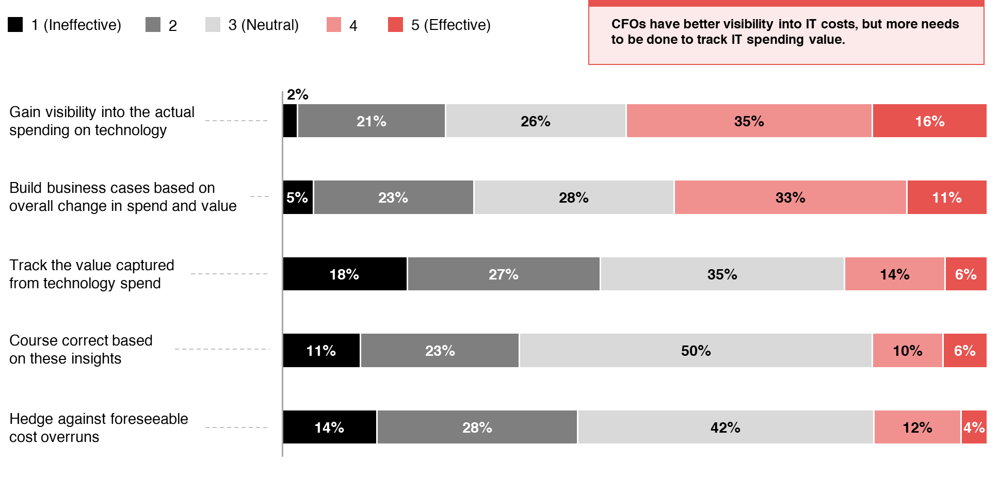 1 (Ineffective) 2 3 (Neutral) 4 5 (Effective)
CFOs have better visibility into IT costs, but more needs
to be done to track IT spending value.
Gain visibility into the actual
spending on technology
2% 21% 26% 35% 16%
Build business cases based on
overall change in spend and value
5% 23% 28% 33% 11%
Track the value captured
from technology spend
18% 27% 35% 14% 6%
Course correct based
on these insights
11% 23% 50% 10% 6%
Hedge against foreseeable
cost overruns
14% 28% 42% 12% 4%